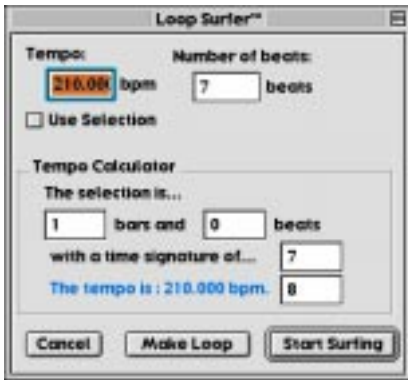 Loop Surfer™
Tempo: Number of beats:
210.000 bpm 7 beats
Use Selection
Tempo Calculator
The selection is...
1 bars and 0 beats
with a time signature of... 7
The tempo is : 210.000 bpm. 8
Cancel Make Loop Start Surfing